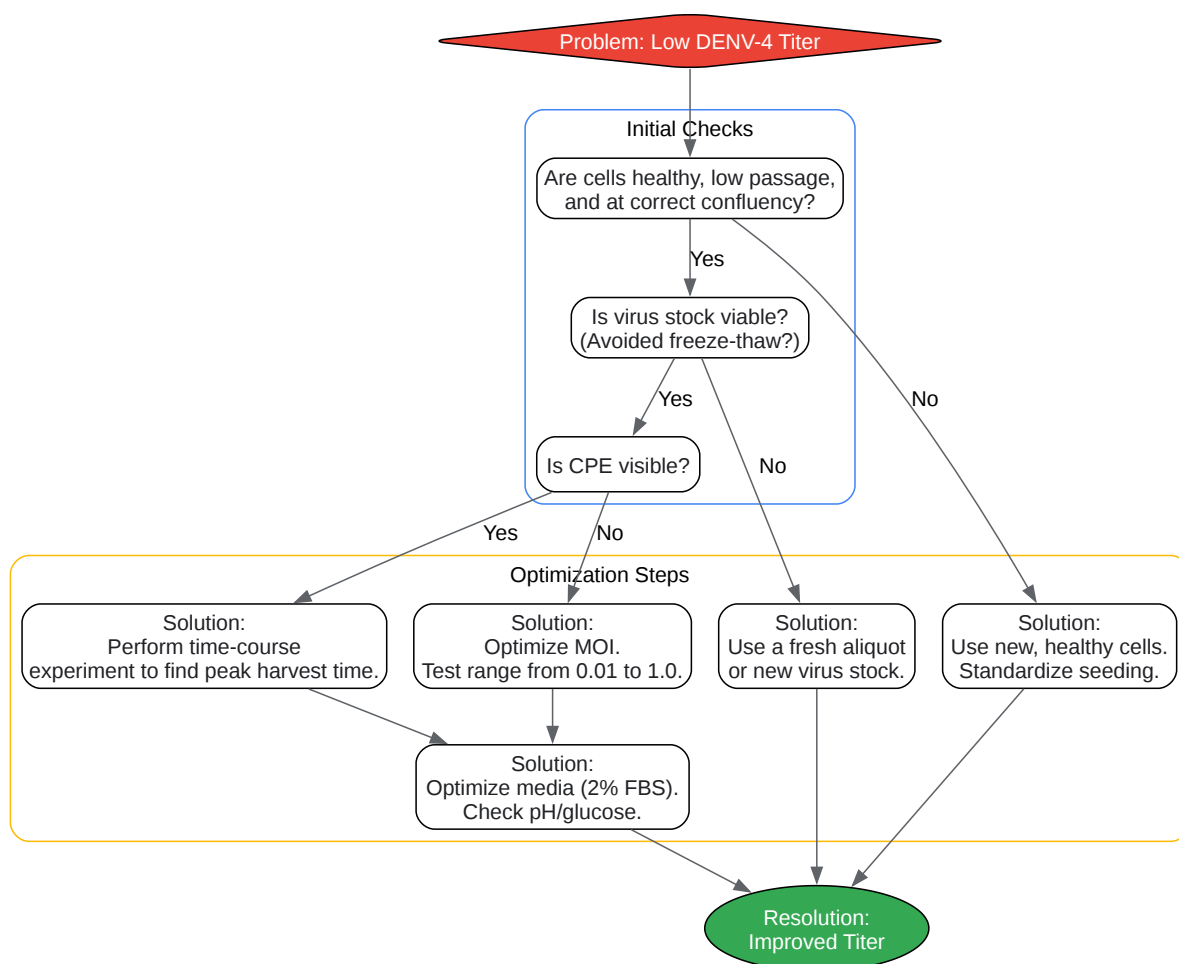 Problem: Low DENV-4 Titer
Initial Checks
Are cells healthy, low passage,
and at correct confluency?
Yes
Is virus stock viable?
(Avoided freeze-thaw?)
Yes
No
Is CPE visible?
No
Yes
No
Optimization Steps
Solution:
Perform time-course
experiment to find peak harvest time.
Solution:
Optimize MOI.
Test range from 0.01 to 1.0.
Solution:
Use a fresh aliquot
or new virus stock.
Solution:
Use new, healthy cells.
Standardize seeding.
Solution:
Optimize media (2% FBS).
Check pH/glucose.
Resolution:
Improved Titer